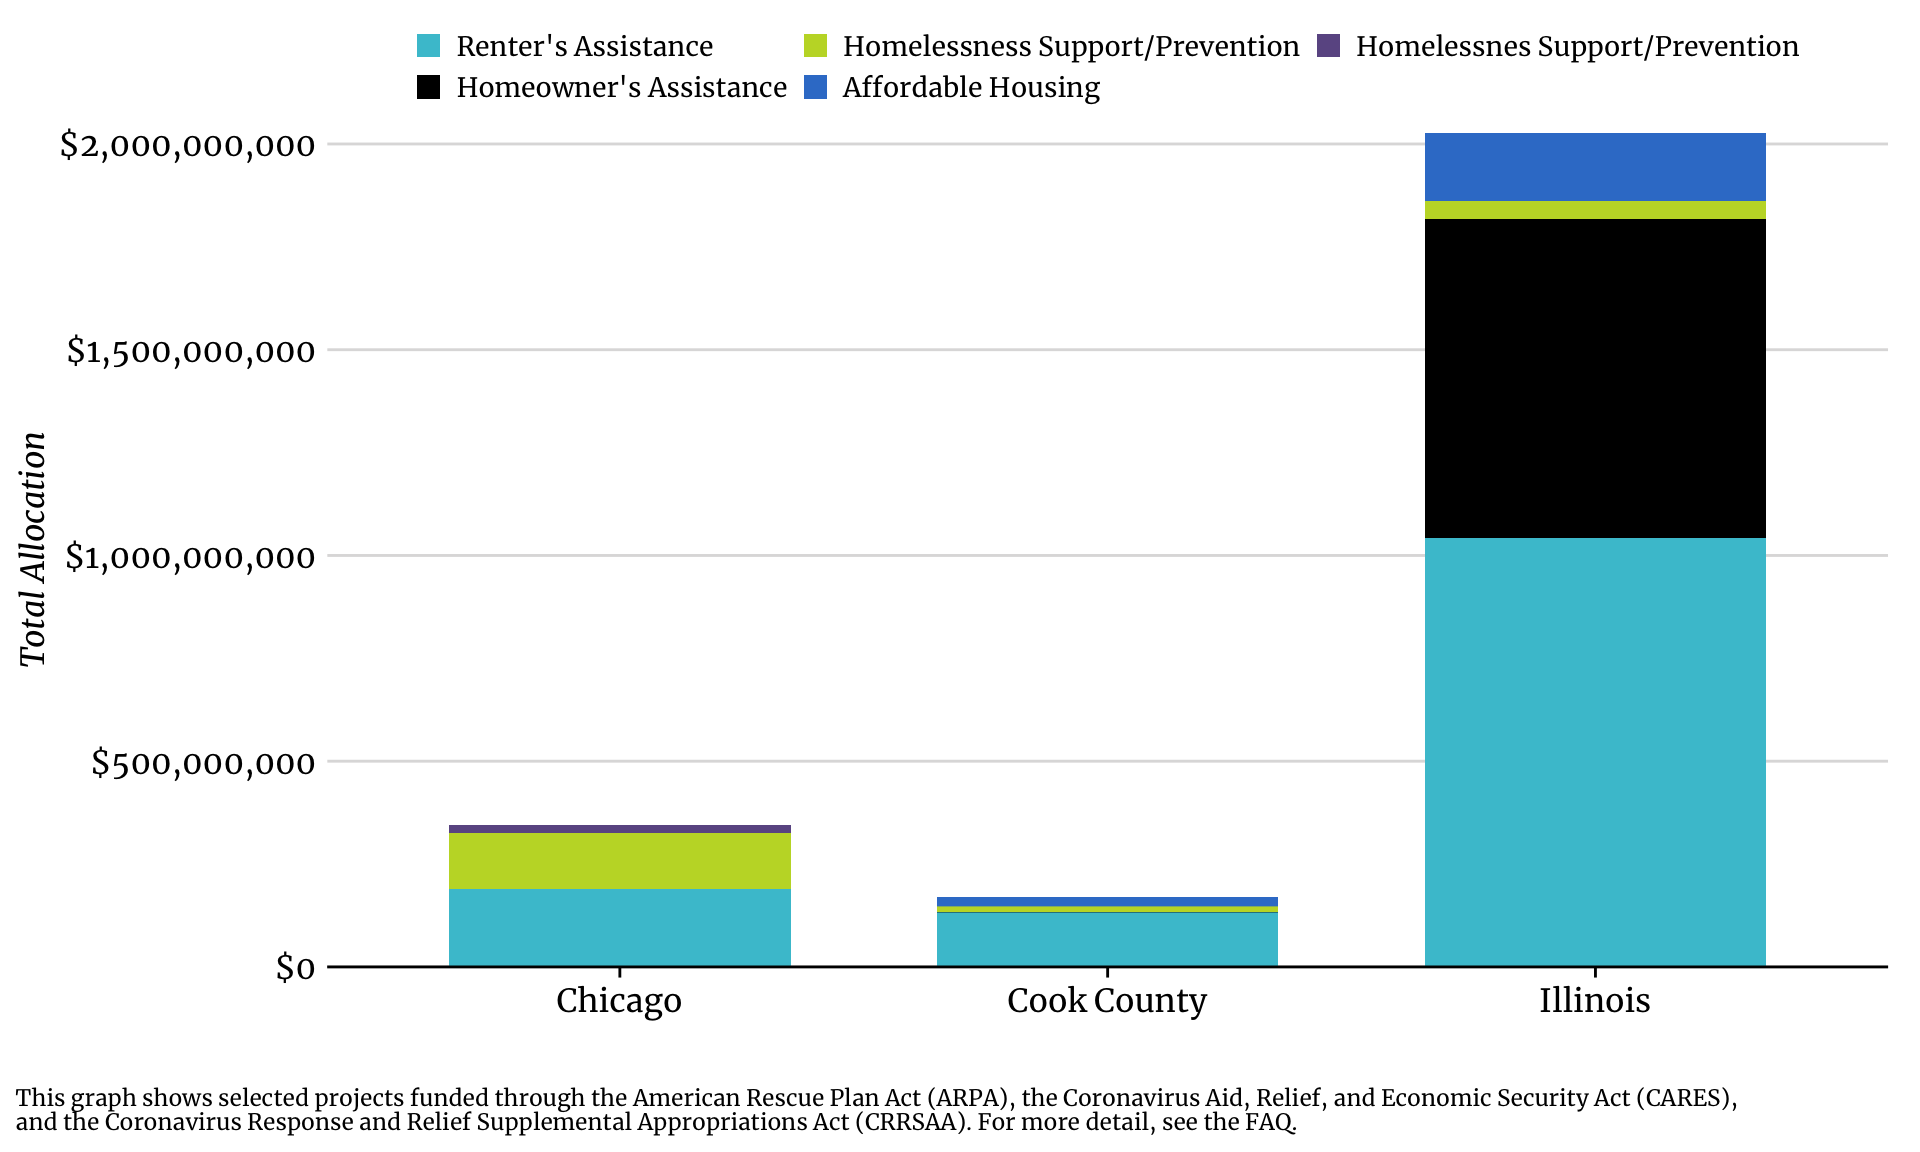 Renter's Assistance
Homelessness Support/Prevention
Homelessnes Support/Prevention
Homeowner's Assistance
Affordable Housing
$2,000,000,000
$1,500,000,000
$1,000,000,000
$500,000,000
$0
Total Allocation
Chicago
Cook County
Illinois
This graph shows selected projects funded through the American Rescue Plan Act (ARPA), the Coronavirus Aid, Relief, and Economic Security Act (CARES),
and the Coronavirus Response and Relief Supplemental Appropriations Act (CRRSAA). For more detail, see the FAQ.